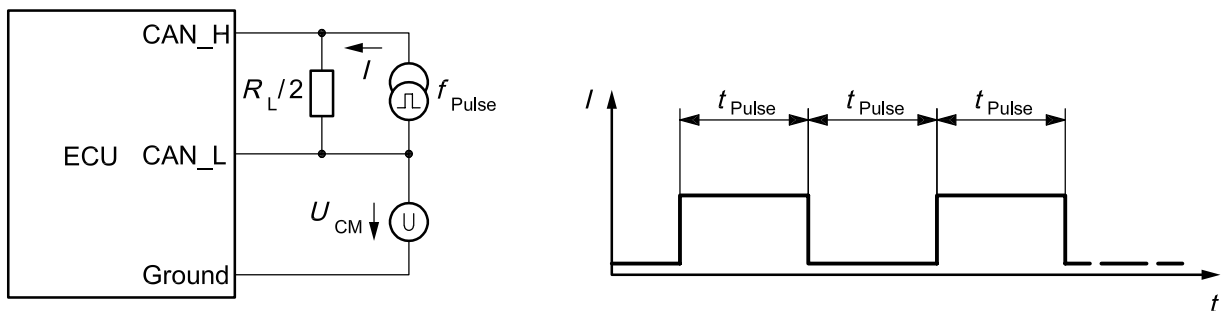 CAN_H
I
R_L/2
f_Pulse
ECU
CAN_L
U_CM
U
Ground
I
t_Pulse
t_Pulse
t_Pulse
t